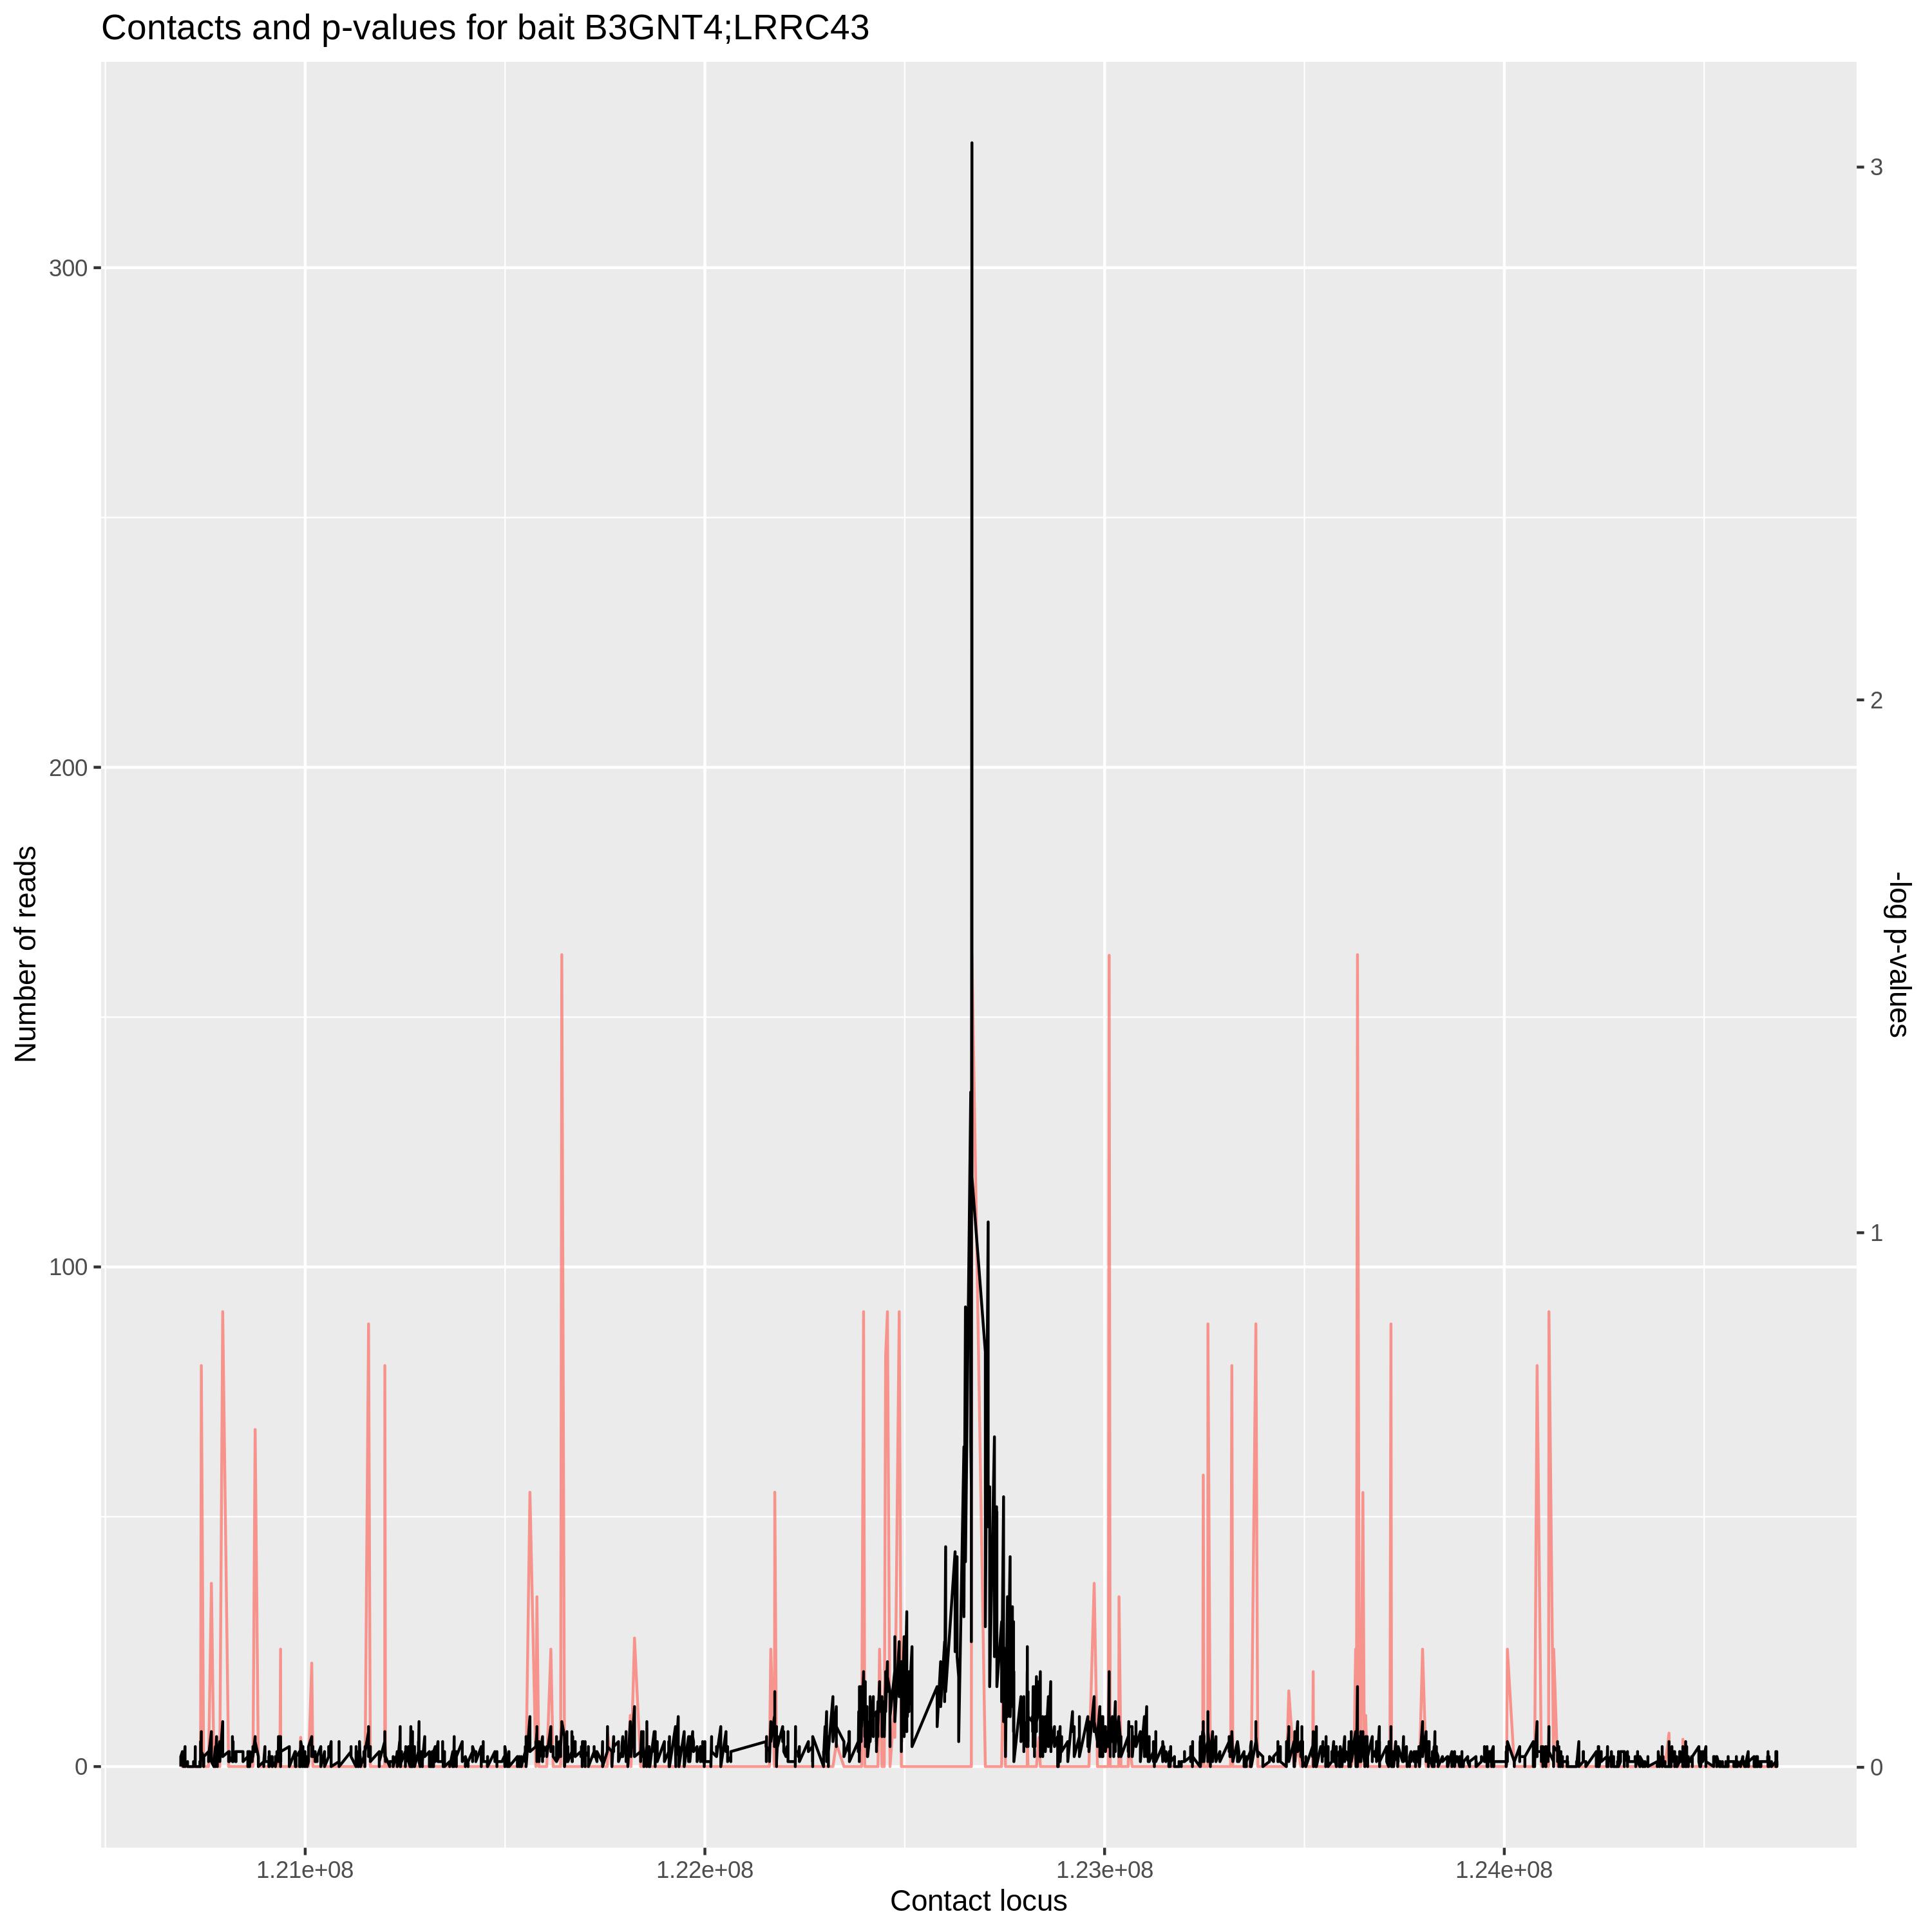 Contacts and p-values for bait B3GNT4;LRRC43
300
200
100
0
Number of reads
3
2
1
0
-log p-values
1.21e+08
1.22e+08
1.23e+08
1.24e+08
Contact locus